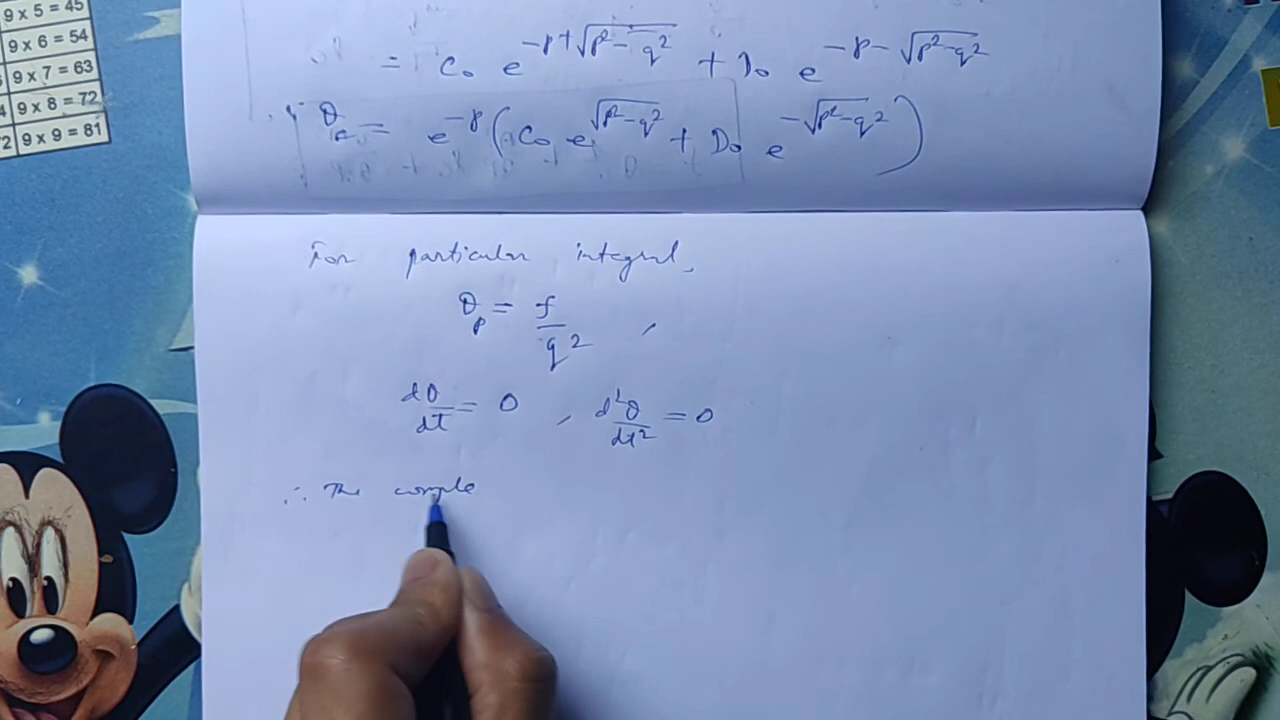 9 x 5 = 45
9 x 6 = 54
9 x 7 = 63
9 x 8 = 72
9 x 9 = 81
= C₀ e^{-p+√(p²-q²)} + D₀ e^{-p-√(p²-q²)}
∴ θ_c = e^{-p} (C₀ e^{√(p²-q²)} + D₀ e^{-√(p²-q²)})
For particular integral,
θ_p = f/q² ,
dθ/dt = 0 , d²θ/dt² = 0
∴ The comple